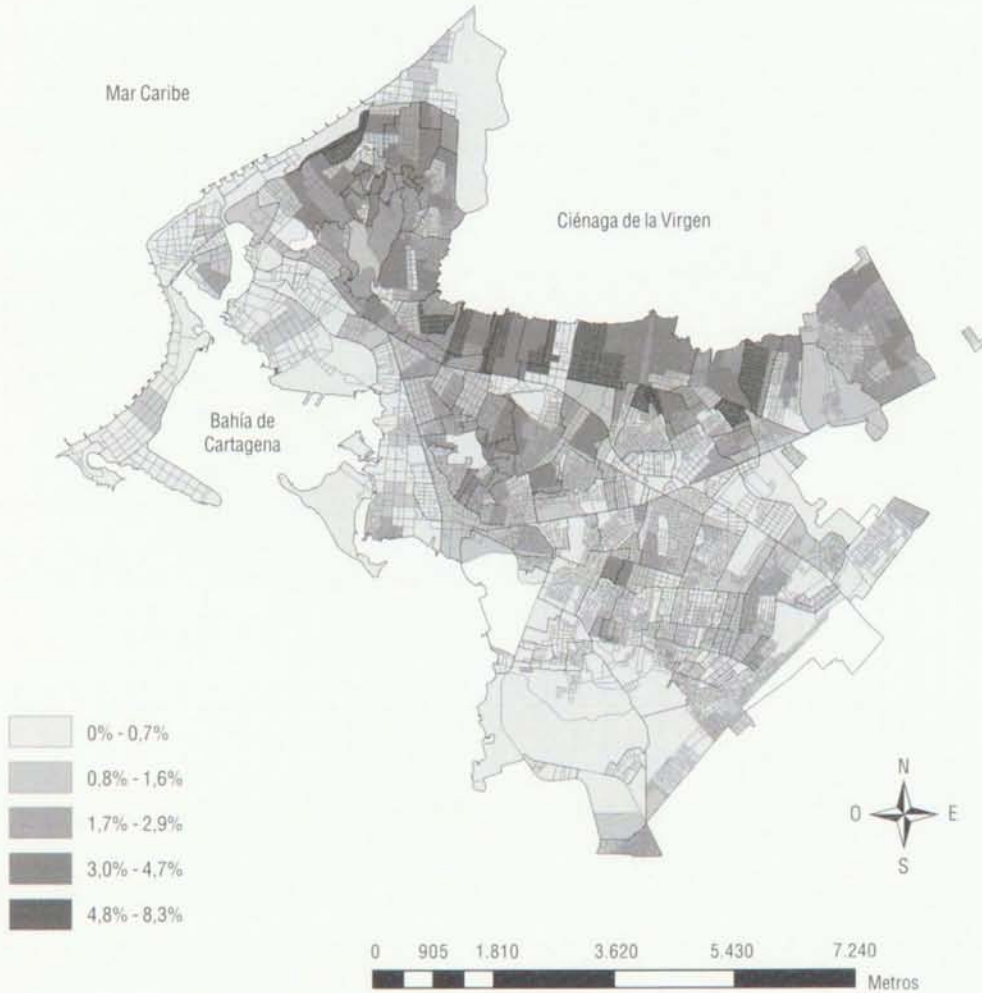 Mar Caribe
Ciénaga de la Virgen
Bahía de
Cartagena
0% - 0,7%
0,8% - 1,6%
1,7% - 2,9%
3,0% - 4,7%
4,8% - 8,3%
N
O E
S
0 905 1.810 3.620 5.430 7.240
Metros